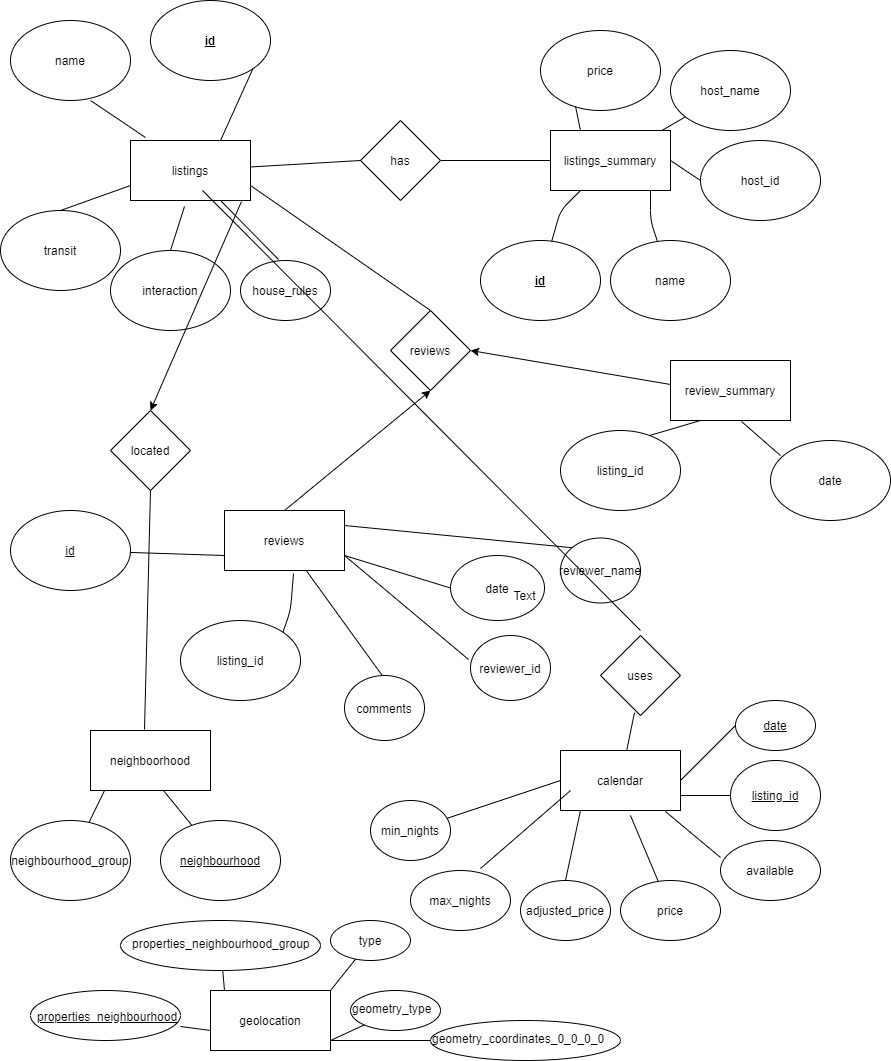 id
name
price
host_name
listings
has
listings_summary
host_id
transit
interaction
house_rules
id
name
reviews
review_summary
located
listing_id
date
id
reviews
reviewer_name
date
Text
listing_id
reviewer_id
uses
comments
neighboorhood
date
calendar
listing_id
min_nights
neighbourhood_group
neighbourhood
available
max_nights
adjusted_price
price
properties_neighbourhood_group
type
properties_neighbourhood
geolocation
geometry_type
geometry_coordinates_0_0_0_0